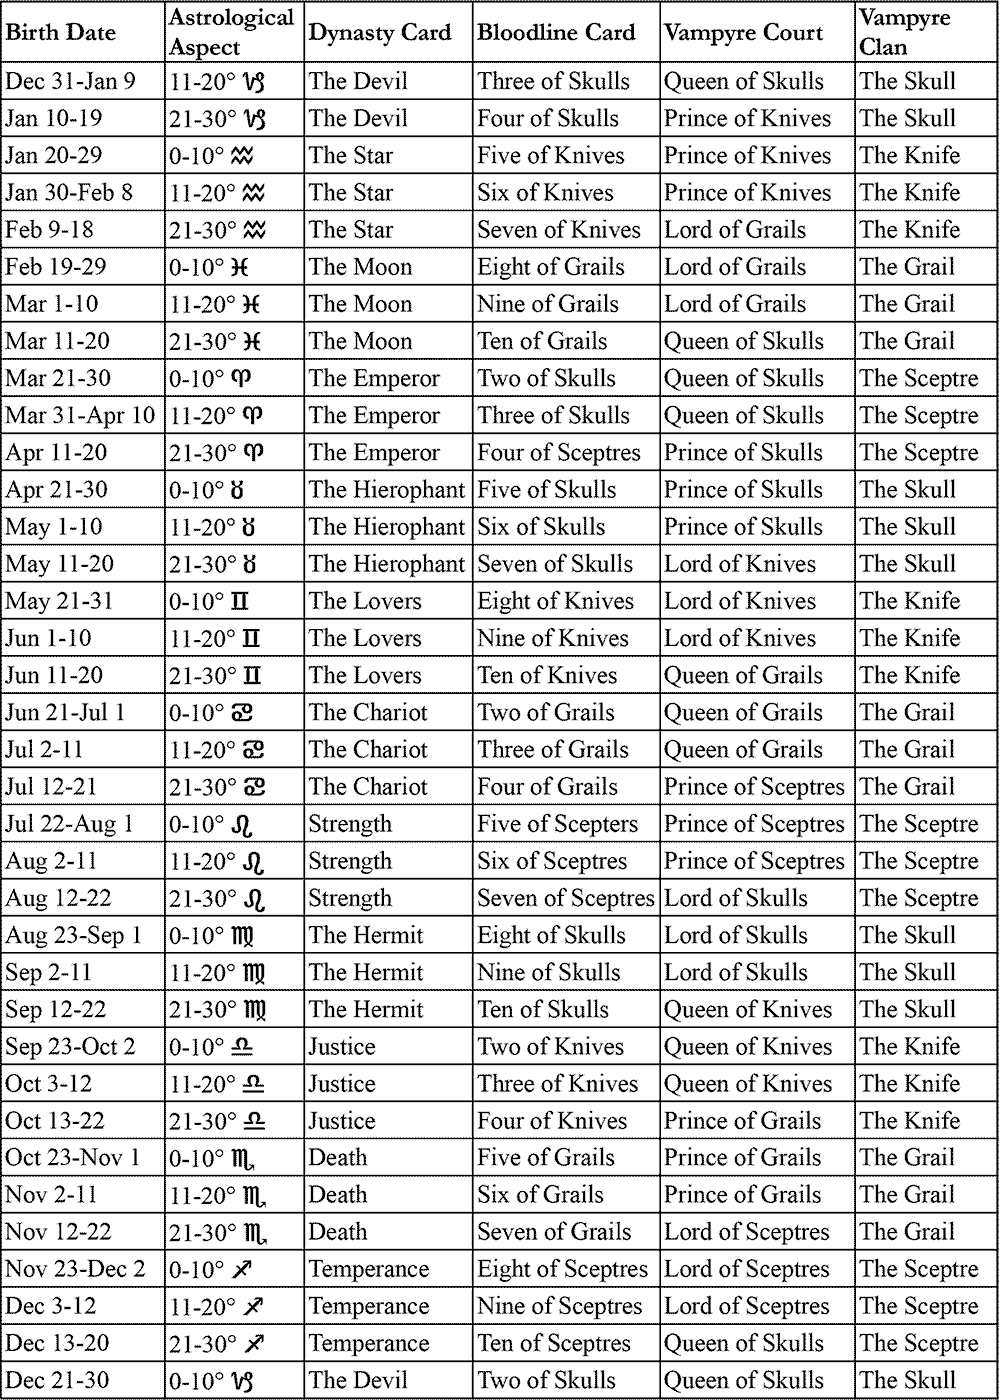 Birth Date Astrological Aspect Dynasty Card Bloodline Card Vampyre Court Vampyre Clan
Dec 31-Jan 9 11-20° ♑ The Devil Three of Skulls Queen of Skulls The Skull
Jan 10-19 21-30° ♑ The Devil Four of Skulls Prince of Knives The Skull
Jan 20-29 0-10° ♒ The Star Five of Knives Prince of Knives The Knife
Jan 30-Feb 8 11-20° ♒ The Star Six of Knives Prince of Knives The Knife
Feb 9-18 21-30° ♒ The Star Seven of Knives Lord of Grails The Knife
Feb 19-29 0-10° ♓ The Moon Eight of Grails Lord of Grails The Grail
Mar 1-10 11-20° ♓ The Moon Nine of Grails Lord of Grails The Grail
Mar 11-20 21-30° ♓ The Moon Ten of Grails Queen of Skulls The Grail
Mar 21-30 0-10° ♈ The Emperor Two of Skulls Queen of Skulls The Sceptre
Mar 31-Apr 10 11-20° ♈ The Emperor Three of Skulls Queen of Skulls The Sceptre
Apr 11-20 21-30° ♈ The Emperor Four of Sceptres Prince of Skulls The Sceptre
Apr 21-30 0-10° ♉ The Hierophant Five of Skulls Prince of Skulls The Skull
May 1-10 11-20° ♉ The Hierophant Six of Skulls Prince of Skulls The Skull
May 11-20 21-30° ♉ The Hierophant Seven of Skulls Lord of Knives The Skull
May 21-31 0-10° ♊ The Lovers Eight of Knives Lord of Knives The Knife
Jun 1-10 11-20° ♊ The Lovers Nine of Knives Lord of Knives The Knife
Jun 11-20 21-30° ♊ The Lovers Ten of Knives Queen of Grails The Knife
Jun 21-Jul 1 0-10° ♋ The Chariot Two of Grails Queen of Grails The Grail
Jul 2-11 11-20° ♋ The Chariot Three of Grails Queen of Grails The Grail
Jul 12-21 21-30° ♋ The Chariot Four of Grails Prince of Sceptres The Grail
Jul 22-Aug 1 0-10° ♌ Strength Five of Scepters Prince of Sceptres The Sceptre
Aug 2-11 11-20° ♌ Strength Six of Sceptres Prince of Sceptres The Sceptre
Aug 12-22 21-30° ♌ Strength Seven of Sceptres Lord of Skulls The Sceptre
Aug 23-Sep 1 0-10° ♍ The Hermit Eight of Skulls Lord of Skulls The Skull
Sep 2-11 11-20° ♍ The Hermit Nine of Skulls Lord of Skulls The Skull
Sep 12-22 21-30° ♍ The Hermit Ten of Skulls Queen of Knives The Skull
Sep 23-Oct 2 0-10° ♎ Justice Two of Knives Queen of Knives The Knife
Oct 3-12 11-20° ♎ Justice Three of Knives Queen of Knives The Knife
Oct 13-22 21-30° ♎ Justice Four of Knives Prince of Grails The Knife
Oct 23-Nov 1 0-10° ♏ Death Five of Grails Prince of Grails The Grail
Nov 2-11 11-20° ♏ Death Six of Grails Prince of Grails The Grail
Nov 12-22 21-30° ♏ Death Seven of Grails Lord of Sceptres The Grail
Nov 23-Dec 2 0-10° ♐ Temperance Eight of Sceptres Lord of Sceptres The Sceptre
Dec 3-12 11-20° ♐ Temperance Nine of Sceptres Lord of Sceptres The Sceptre
Dec 13-20 21-30° ♐ Temperance Ten of Sceptres Queen of Skulls The Sceptre
Dec 21-30 0-10° ♑ The Devil Two of Skulls Queen of Skulls The Skull